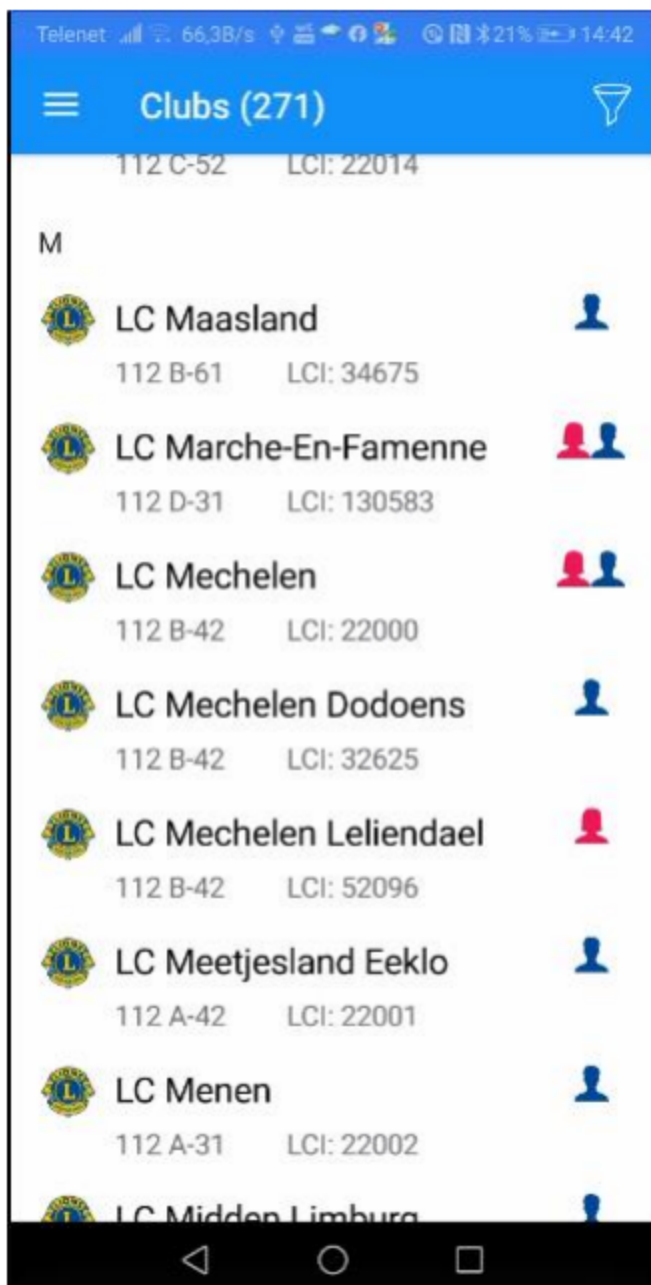 Telenet 66,3B/s 21% 14:42
Clubs (271)
112 C-52 LCI: 22014
M
LC Maasland
112 B-61 LCI: 34675
LC Marche-En-Famenne
112 D-31 LCI: 130583
LC Mechelen
112 B-42 LCI: 22000
LC Mechelen Dodoens
112 B-42 LCI: 32625
LC Mechelen Leliendael
112 B-42 LCI: 52096
LC Meetjesland Eeklo
112 A-42 LCI: 22001
LC Menen
112 A-31 LCI: 22002
LC Midden Limburg